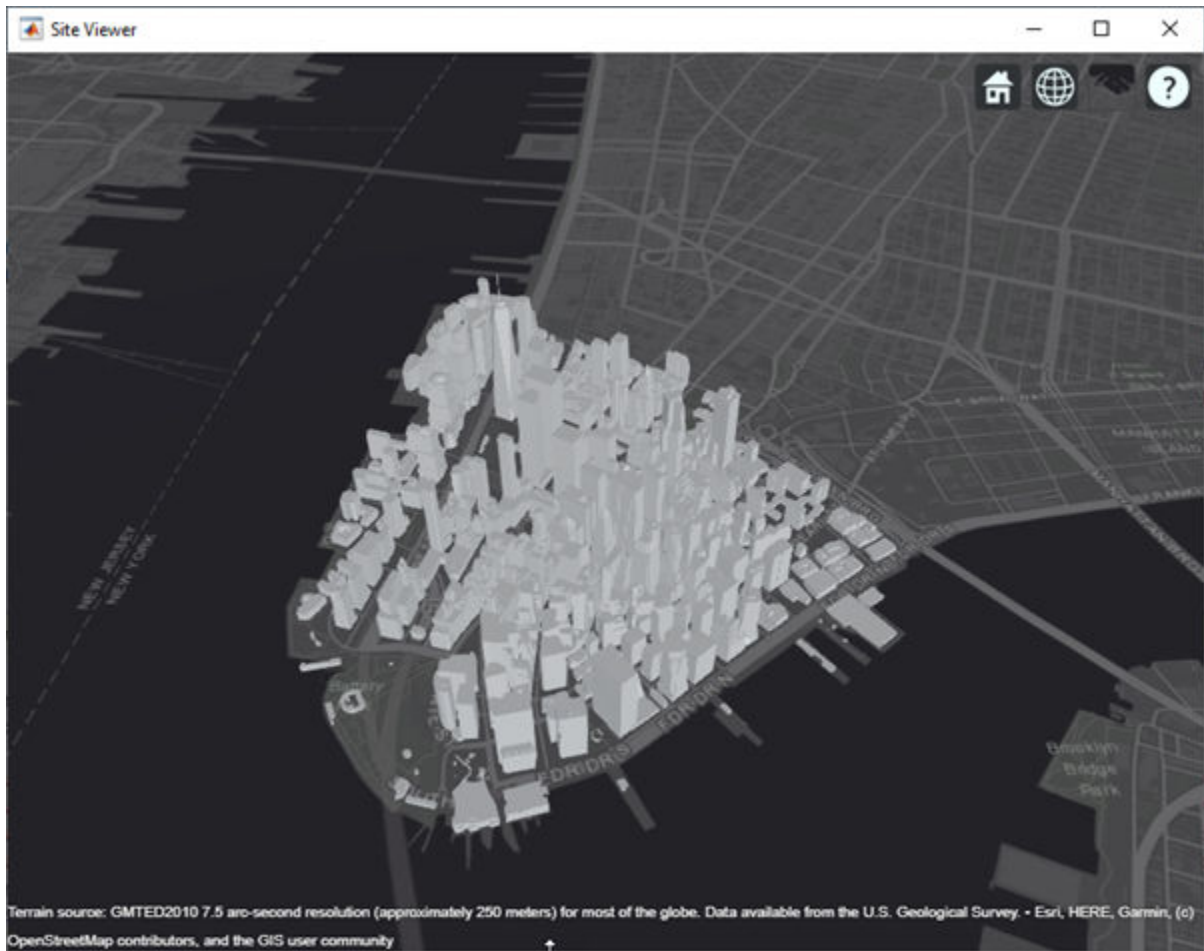 Site Viewer
?
NEW JERSEY
NEW YORK
Battery
FDR DR N
FDR DR S
Brooklyn
Bridge
Park
Terrain source: GMTED2010 7.5 arc-second resolution (approximately 250 meters) for most of the globe. Data available from the U.S. Geological Survey. • Esri, HERE, Garmin, (c)
OpenStreetMap contributors, and the GIS user community